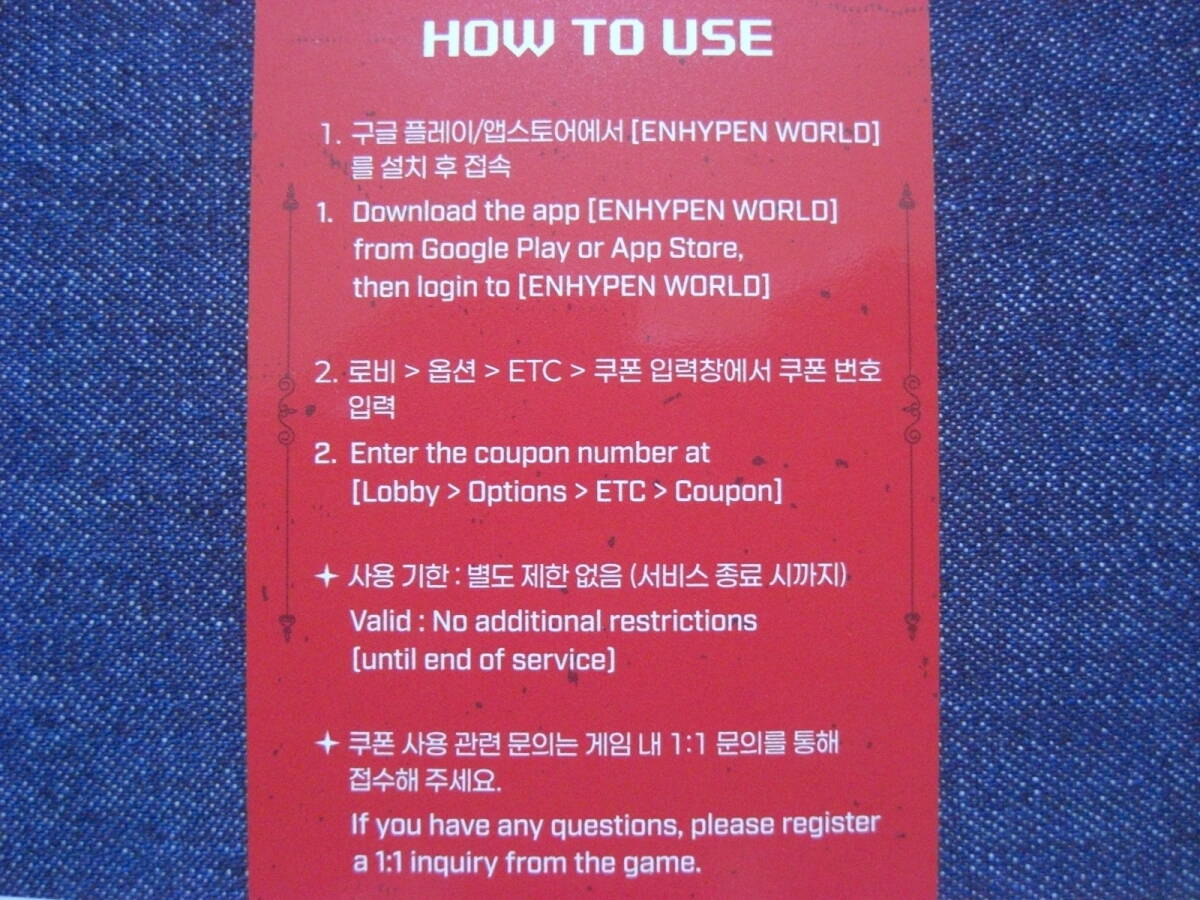 HOW TO USE
1. 구글 플레이/앱스토어에서 [ENHYPEN WORLD]
를 설치 후 접속
1. Download the app [ENHYPEN WORLD]
from Google Play or App Store,
then login to [ENHYPEN WORLD]
2. 로비 > 옵션 > ETC > 쿠폰 입력창에서 쿠폰 번호
입력
2. Enter the coupon number at
[Lobby > Options > ETC > Coupon]
사용 기한 : 별도 제한 없음 (서비스 종료 시까지)
Valid : No additional restrictions
(until end of service)
쿠폰 사용 관련 문의는 게임 내 1:1 문의를 통해
접수해 주세요.
If you have any questions, please register
a 1:1 inquiry from the game.